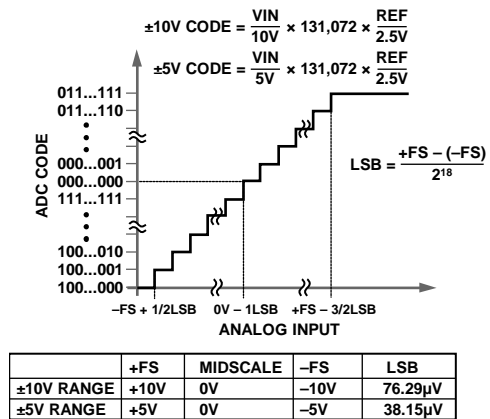 ±10V CODE = VIN/10V × 131,072 × REF/2.5V
±5V CODE = VIN/5V × 131,072 × REF/2.5V
011...111
011...110
000...001
000...000
111...111
100...010
100...001
100...000
ADC CODE
LSB = +FS – (–FS)/2¹⁸
–FS + 1/2LSB 0V – 1LSB +FS – 3/2LSB
ANALOG INPUT
+FS MIDSCALE –FS LSB
±10V RANGE +10V 0V –10V 76.29µV
±5V RANGE +5V 0V –5V 38.15µV